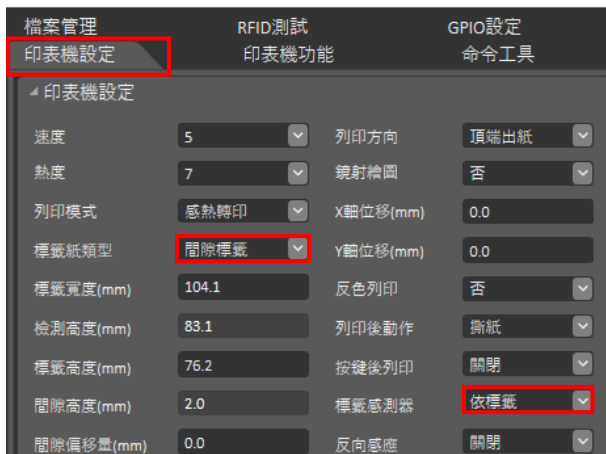 檔案管理 RFID測試 GPIO設定
印表機設定 印表機功能 命令工具
印表機設定
速度 5 列印方向 頂端出紙
熱度 7 鏡射繪圖 否
列印模式 感熱轉印 X軸位移(mm) 0.0
標籤紙類型 間隙標籤 Y軸位移(mm) 0.0
標籤寬度(mm) 104.1 反色列印 否
檢測高度(mm) 83.1 列印後動作 撕紙
標籤高度(mm) 76.2 按鍵後列印 關閉
間隙高度(mm) 2.0 標籤感測器 依標籤
間隙偏移量(mm) 0.0 反向感應 關閉